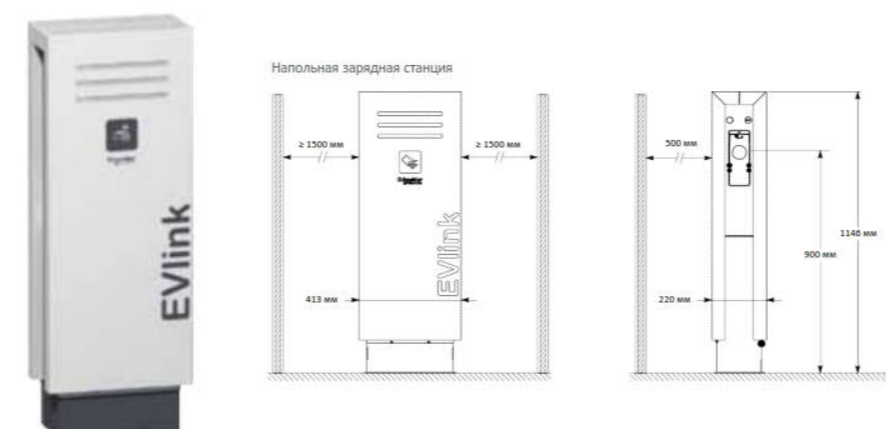 EVlink
Напольная зарядная станция
≥ 1500 мм
≥ 1500 мм
EVlink
413 мм
500 мм
1146 мм
900 мм
220 мм